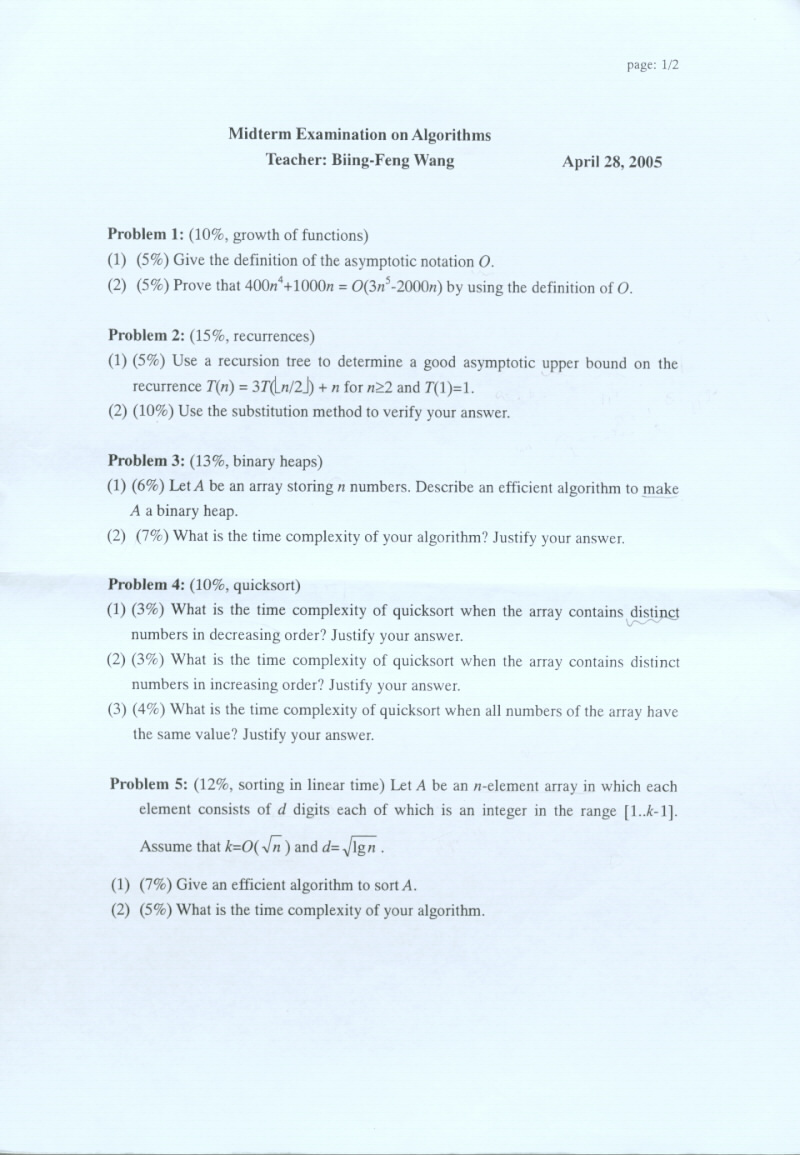 page: 1/2
Midterm Examination on Algorithms
Teacher: Biing-Feng Wang April 28, 2005
Problem 1: (10%, growth of functions)
(1) (5%) Give the definition of the asymptotic notation O.
(2) (5%) Prove that 400n⁴+1000n = O(3n⁵-2000n) by using the definition of O.
Problem 2: (15%, recurrences)
(1) (5%) Use a recursion tree to determine a good asymptotic upper bound on the
recurrence T(n) = 3T(⌊n/2⌋) + n for n≥2 and T(1)=1.
(2) (10%) Use the substitution method to verify your answer.
Problem 3: (13%, binary heaps)
(1) (6%) Let A be an array storing n numbers. Describe an efficient algorithm to make
A a binary heap.
(2) (7%) What is the time complexity of your algorithm? Justify your answer.
Problem 4: (10%, quicksort)
(1) (3%) What is the time complexity of quicksort when the array contains distinct
numbers in decreasing order? Justify your answer.
(2) (3%) What is the time complexity of quicksort when the array contains distinct
numbers in increasing order? Justify your answer.
(3) (4%) What is the time complexity of quicksort when all numbers of the array have
the same value? Justify your answer.
Problem 5: (12%, sorting in linear time) Let A be an n-element array in which each
element consists of d digits each of which is an integer in the range [1..k-1].
Assume that k=O(√n) and d=√lg n.
(1) (7%) Give an efficient algorithm to sort A.
(2) (5%) What is the time complexity of your algorithm.